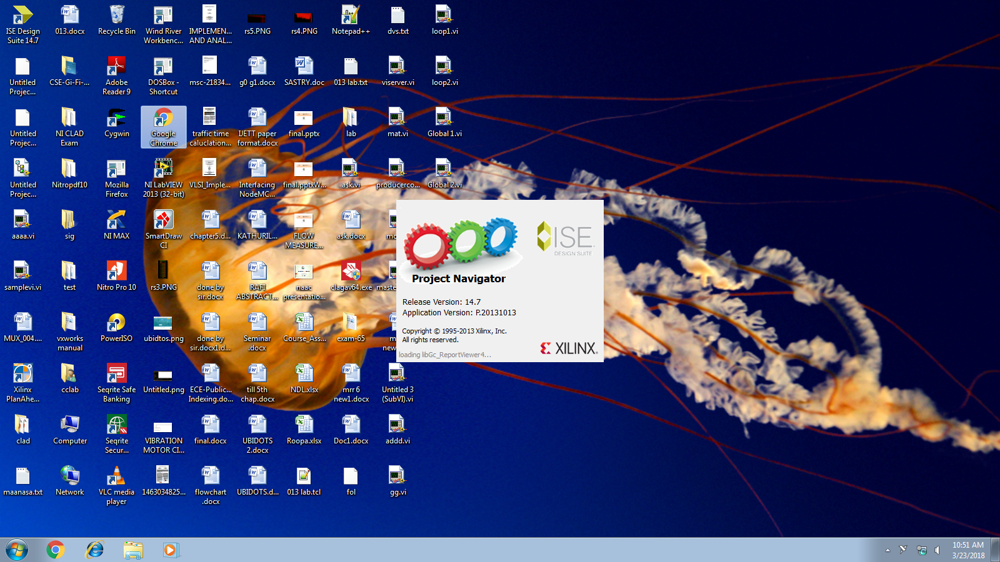 ISE Design
Suite 14.7
013.docx
Recycle Bin
Wind River
Workbenc...
IMPLEMEN...
AND ANAL...
rs5.PNG
rs4.PNG
Notepad++
dvs.txt
loop1.vi
Untitled
Projec...
CSE-Gi-Fi-...
Adobe
Reader 9
DOSBox -
Shortcut
msc-21834...
g0 g1.docx
SASTRY.doc
013 lab.txt
viserver.vi
loop2.vi
Untitled
Projec...
NI CLAD
Exam
Cygwin
Google
Chrome
traffic time
caluclation...
IJETT paper
format.docx
final.pptx
lab
mat.vi
Global 1.vi
Untitled
Projec...
Nitropdf10
Mozilla
Firefox
NI LabVIEW
2013 (32-bit)
VLSI_Imple...
Interfacing
NodeMC...
final.pptxW...
ask.vi
producerco...
Global 2.vi
aaaa.vi
sig
NI MAX
SmartDraw
CI
chapter5.d...
KATHURIL...
FLOW
MEASURE...
ask.docx
samplevi.vi
test
Nitro Pro 10
rs3.PNG
done by
sir.docx
RAFI
ABSTRACT...
naac
presentatio...
clagav64.exe
MUX_004....
vxworks
manual
PowerISO
ubidtos.png
done by
sir.docx1.d...
Seminar
.docx
Course_Ass...
exam-65
Xilinx
PlanAhe...
cclab
Seqrite Safe
Banking
Untitled.png
ECE-Public...
Indexing.do...
till 5th
chap.docx
NDL.xlsx
mrr 6
new1.docx
Untitled 3
(SubVI).vi
clad
Computer
Seqrite
Secur...
VIBRATION
MOTOR CI...
final.docx
UBIDOTS
2.docx
Roopa.xlsx
Doc1.docx
addd.vi
maanasa.txt
Network
VLC media
player
1463034825...
flowchart
.docx
UBIDOTS.d...
013 lab.tcl
fol
gg.vi
ISE
DESIGN SUITE
Project Navigator
Release Version: 14.7
Application Version: P.20131013
Copyright © 1995-2013 Xilinx, Inc.
All rights reserved.
XILINX
loading libGc_ReportViewer4...
10:51 AM
3/23/2018